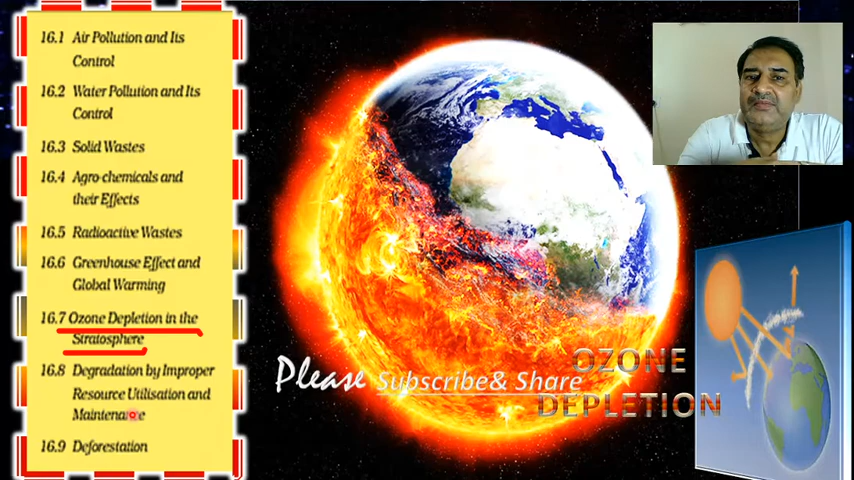 16.1 Air Pollution and Its
Control
16.2 Water Pollution and Its
Control
16.3 Solid Wastes
16.4 Agro-chemicals and
their Effects
16.5 Radioactive Wastes
16.6 Greenhouse Effect and
Global Warming
16.7 Ozone Depletion in the
Stratosphere
16.8 Degradation by Improper
Resource Utilisation and
Maintenance
16.9 Deforestation
Please Subscribe& Share
OZONE
DEPLETION